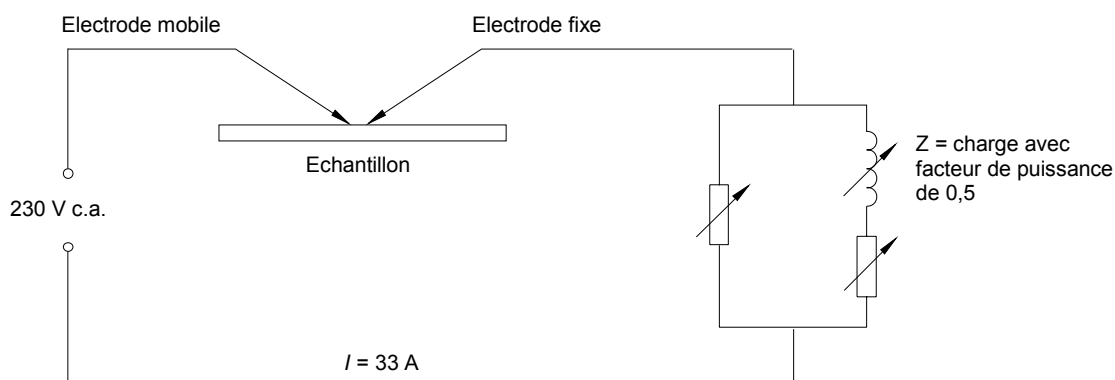 Electrode mobile
Electrode fixe
Echantillon
Z = charge avec
facteur de puissance
de 0,5
230 V c.a.
I = 33 A